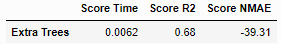 Score Time Score R2 Score NMAE
Extra Trees 0.0062 0.68 -39.31